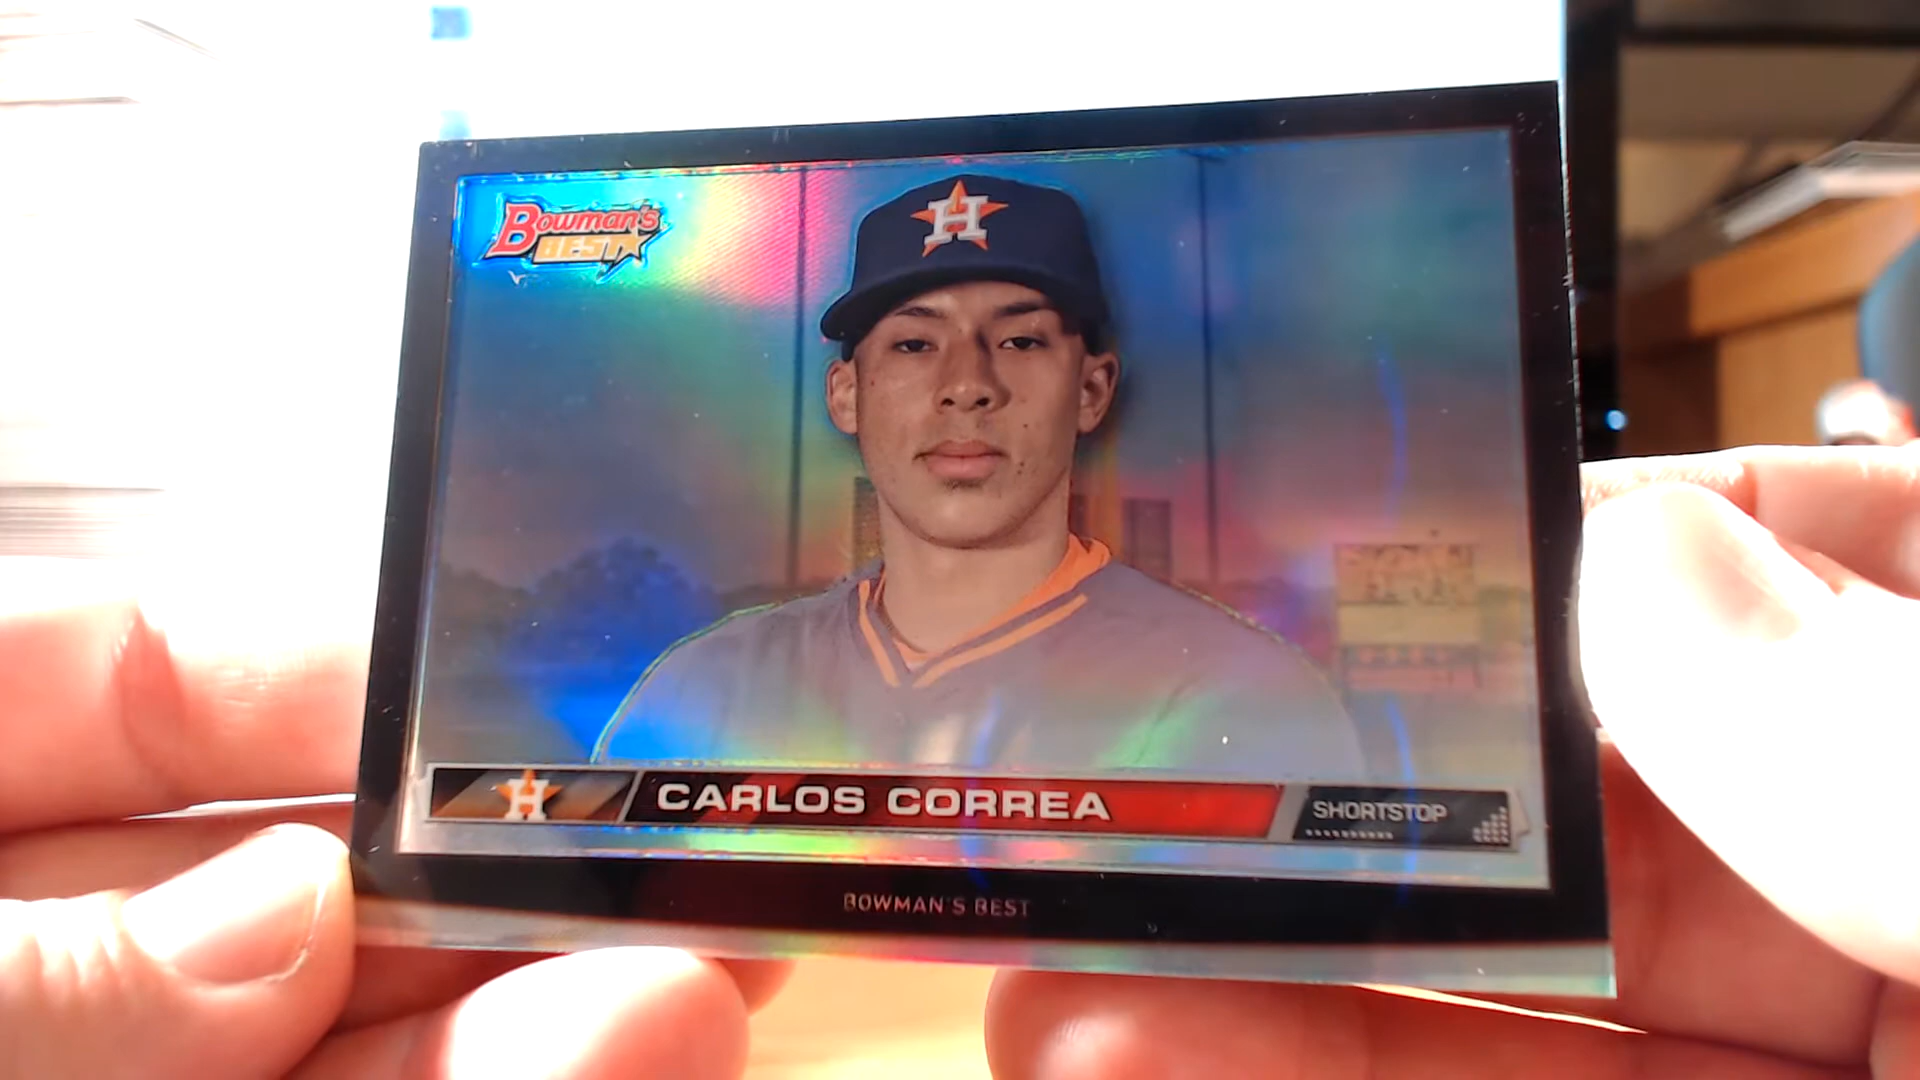 Bowman's
BEST
H
H
CARLOS CORREA
SHORTSTOP
BOWMAN'S BEST